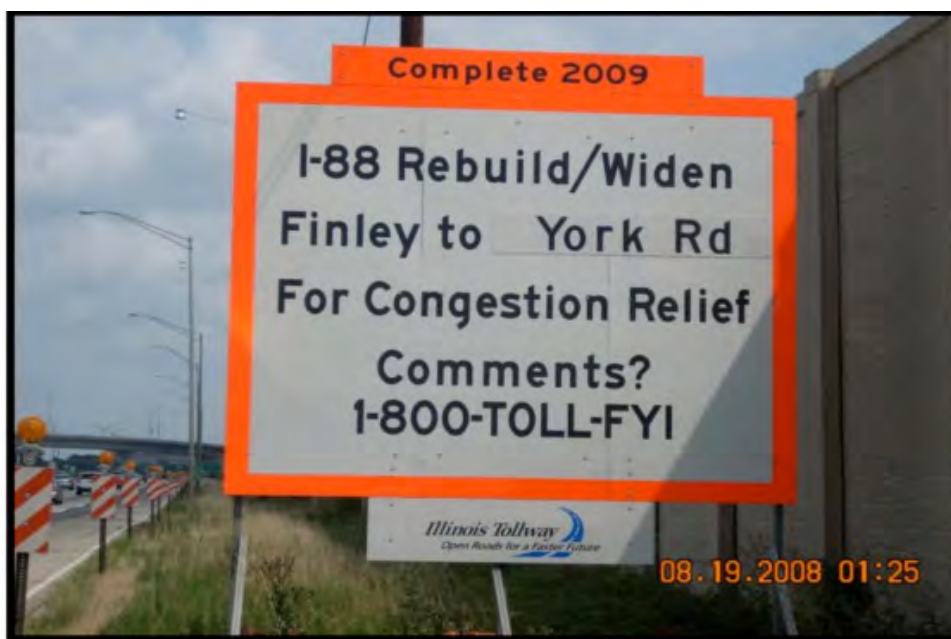 Complete 2009
I-88 Rebuild/Widen
Finley to York Rd
For Congestion Relief
Comments?
1-800-TOLL-FYI
Illinois Tollway
Open Roads for a Faster Future
08.19.2008 01:25